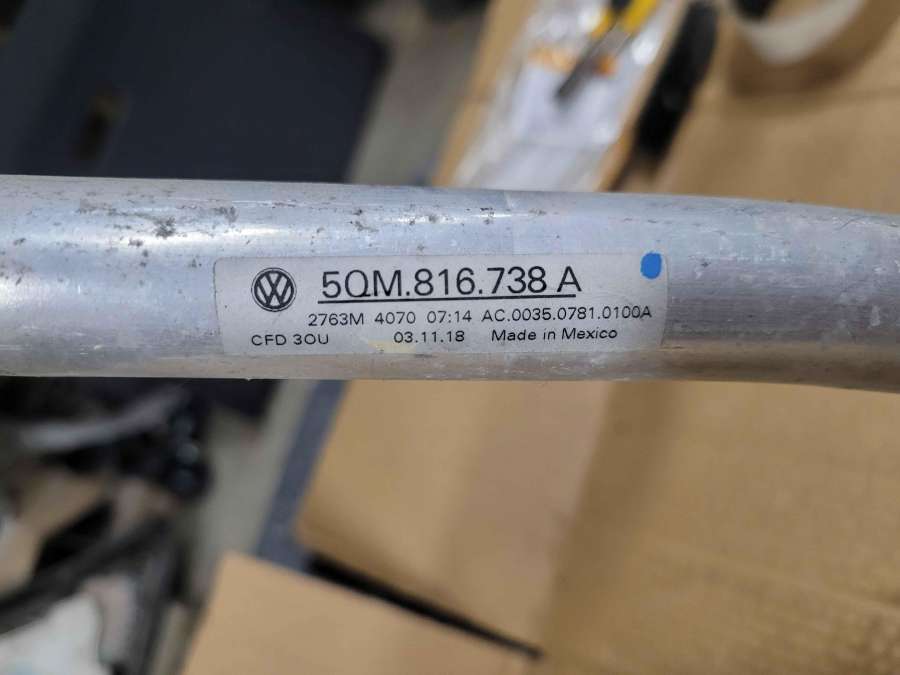 5QM.816.738 A
2763M 4070 07:14 AC.0035.0781.0100A
CFD 3OU 03.11.18 Made in Mexico